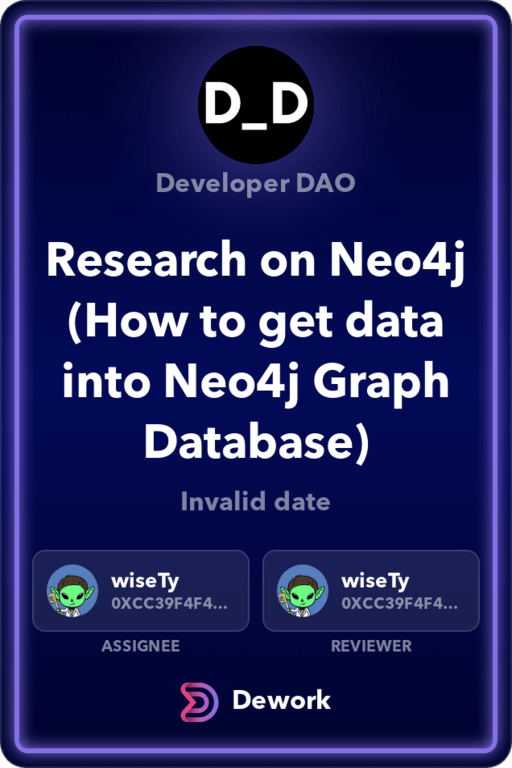 D_D
Developer DAO
Research on Neo4j
(How to get data
into Neo4j Graph
Database)
Invalid date
wiseTy
0XCC39F4F4...
ASSIGNEE
wiseTy
0XCC39F4F4...
REVIEWER
Dework